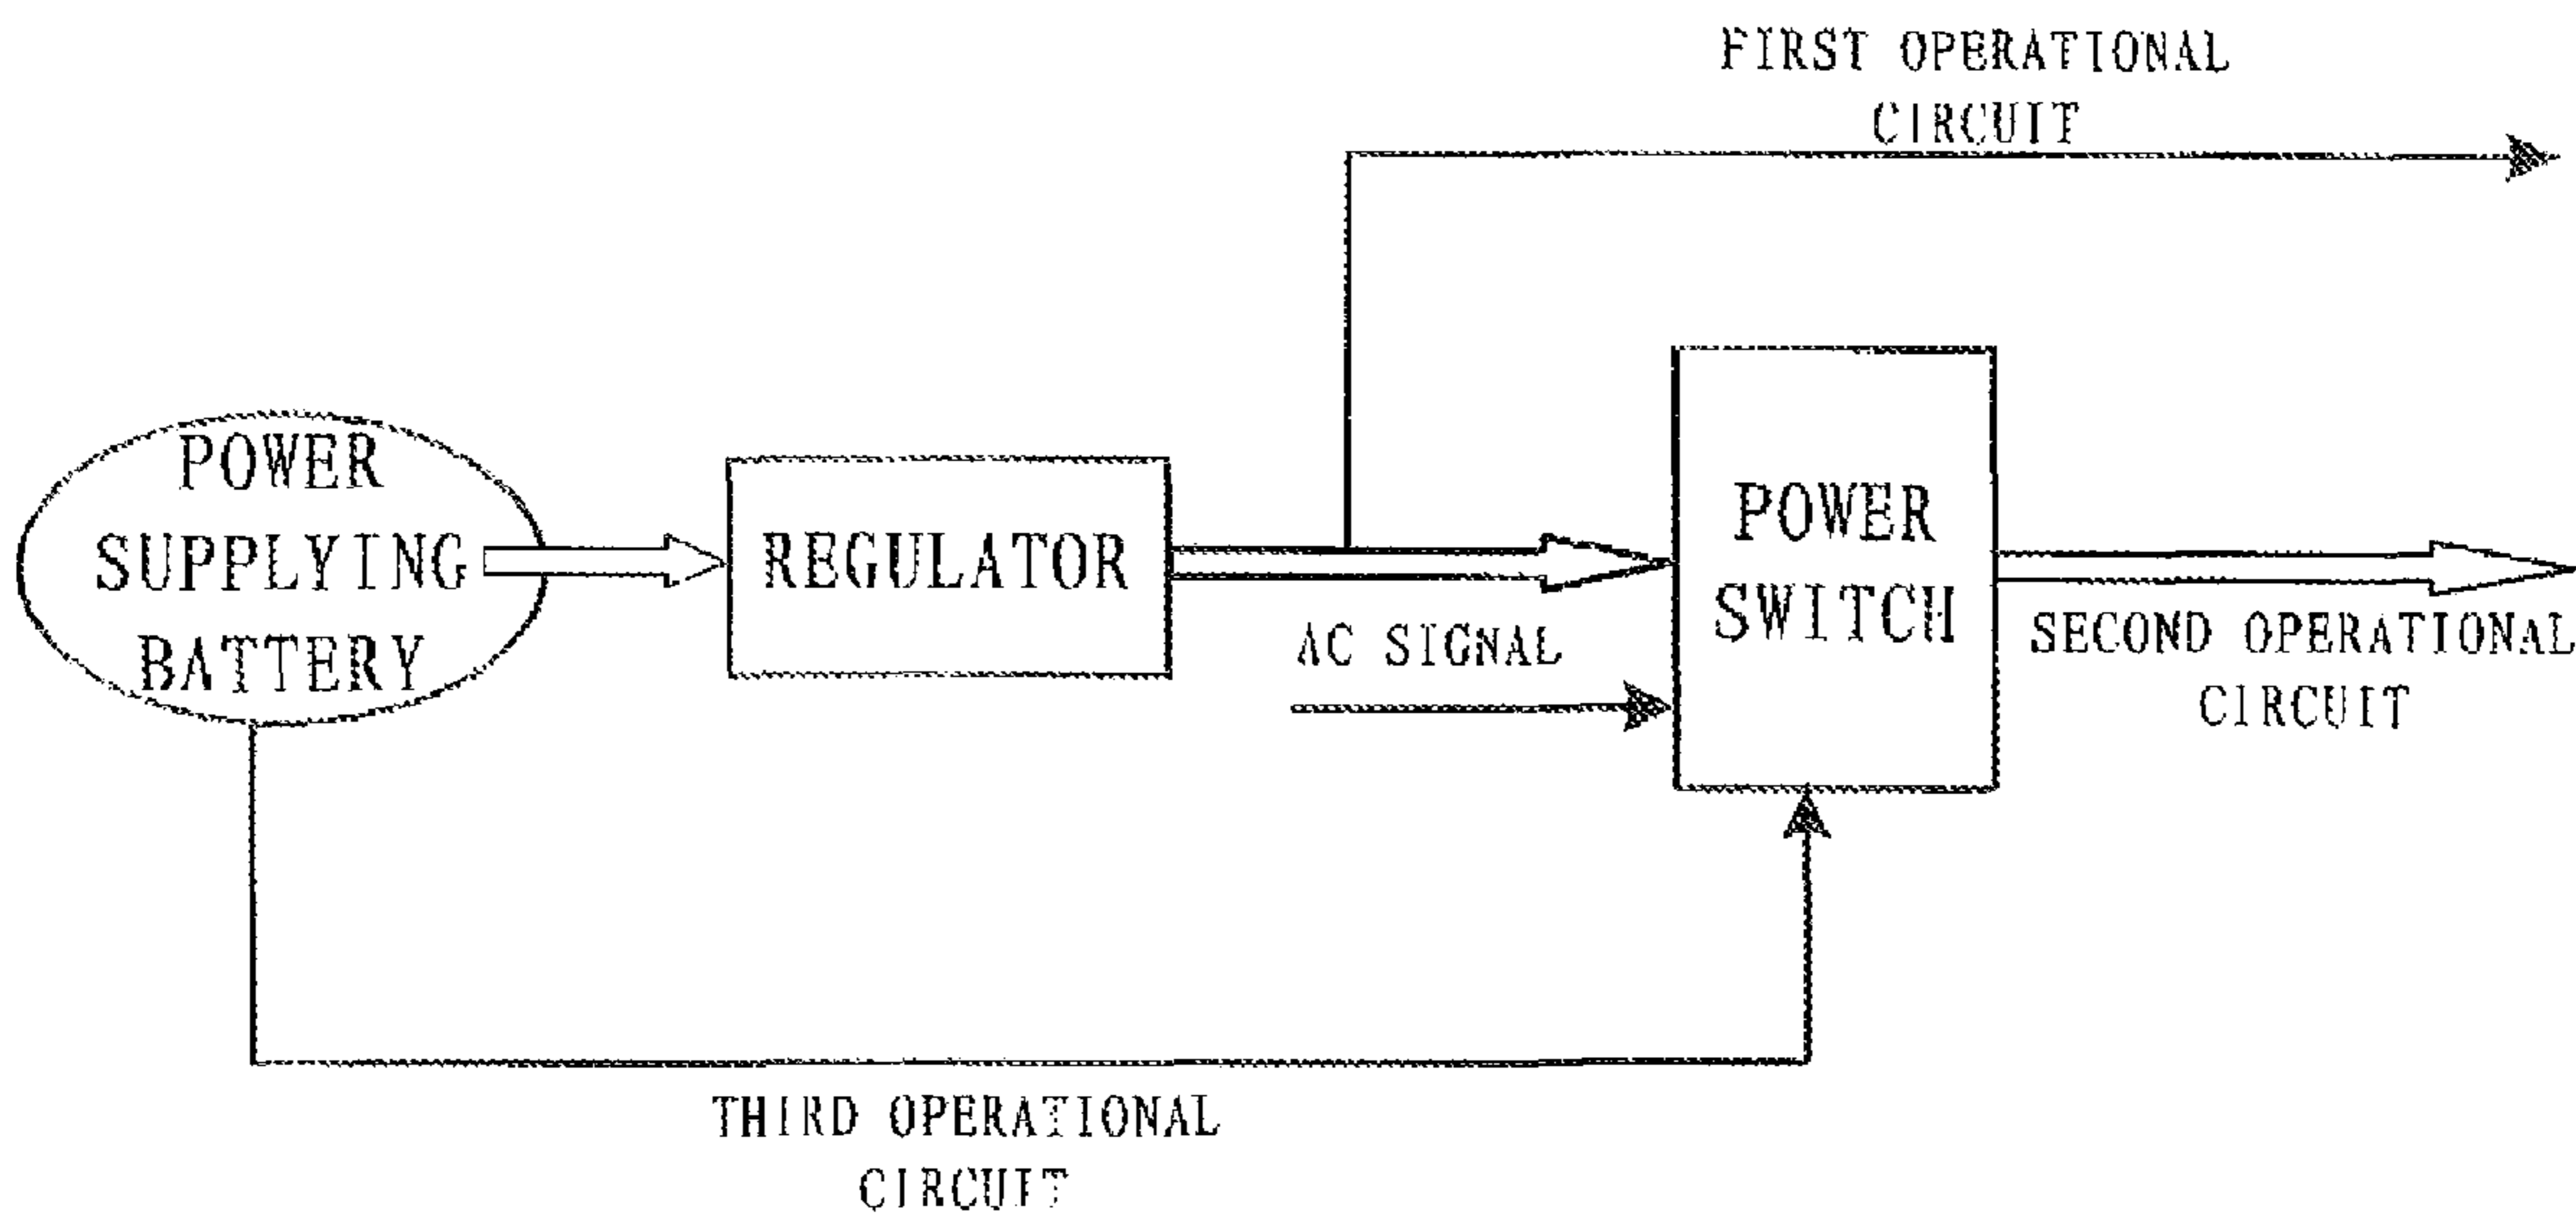 FIRST OPERATIONAL
CIRCUIT
POWER
SUPPLYING
BATTERY
REGULATOR
AC SIGNAL
POWER
SWITCH
SECOND OPERATIONAL
CIRCUIT
THIRD OPERATIONAL
CIRCUIT